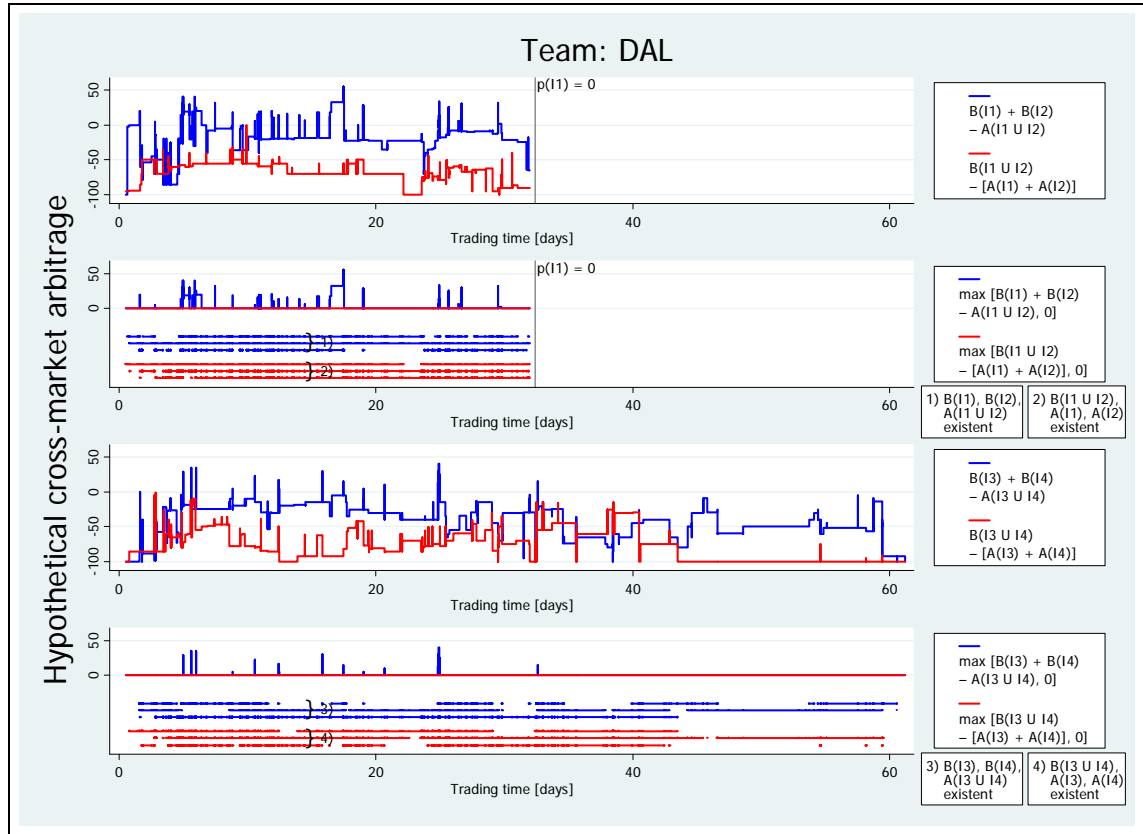 Team: DAL
Hypothetical cross-market arbitrage
50
0
-50
-100
p(I1) = 0
0
20
40
60
Trading time [days]
B(I1) + B(I2)
- A(I1 U I2)
B(I1 U I2)
- [A(I1) + A(I2)]
50
0
p(I1) = 0
1)
2)
0
20
40
60
Trading time [days]
max [B(I1) + B(I2)
- A(I1 U I2), 0]
max [B(I1 U I2)
- [A(I1) + A(I2)], 0]
1) B(I1), B(I2),
A(I1 U I2)
existent
2) B(I1 U I2),
A(I1), A(I2)
existent
50
0
-50
-100
0
20
40
60
Trading time [days]
B(I3) + B(I4)
- A(I3 U I4)
B(I3 U I4)
- [A(I3) + A(I4)]
50
0
3)
4)
0
20
40
60
Trading time [days]
max [B(I3) + B(I4)
- A(I3 U I4), 0]
max [B(I3 U I4)
- [A(I3) + A(I4)], 0]
3) B(I3), B(I4),
A(I3 U I4)
existent
4) B(I3 U I4),
A(I3), A(I4)
existent